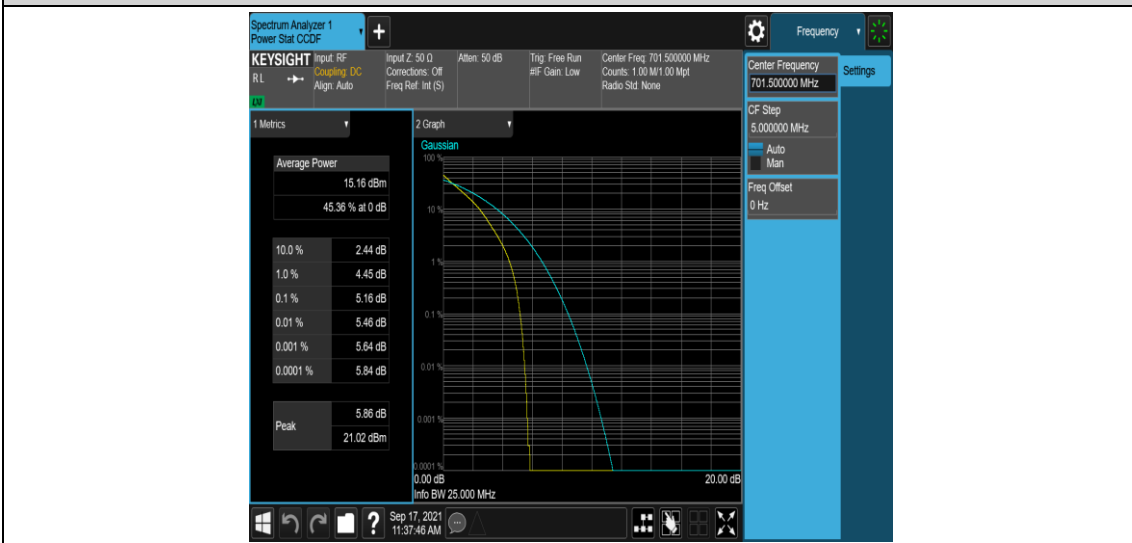 Spectrum Analyzer 1
Power Stat CCDF
+
Frequency
KEYSIGHT
RL
LXI
Input: RF
Coupling: DC
Align: Auto
Input Z: 50 Ω
Corrections: Off
Freq Ref: Int (S)
Atten: 50 dB
Trig: Free Run
#IF Gain: Low
Center Freq: 701.500000 MHz
Counts: 1.00 M/1.00 Mpt
Radio Std: None
Center Frequency
701.500000 MHz
Settings
CF Step
5.000000 MHz
Auto
Man
Freq Offset
0 Hz
1 Metrics
Average Power
15.16 dBm
45.36 % at 0 dB
10.0 % 2.44 dB
1.0 % 4.45 dB
0.1 % 5.16 dB
0.01 % 5.46 dB
0.001 % 5.64 dB
0.0001 % 5.84 dB
Peak
5.86 dB
21.02 dBm
2 Graph
Gaussian
100 %
10 %
1 %
0.1 %
0.01 %
0.001 %
0.0001 %
0.00 dB 20.00 dB
Info BW 25.000 MHz
?
Sep 17, 2021
11:37:46 AM